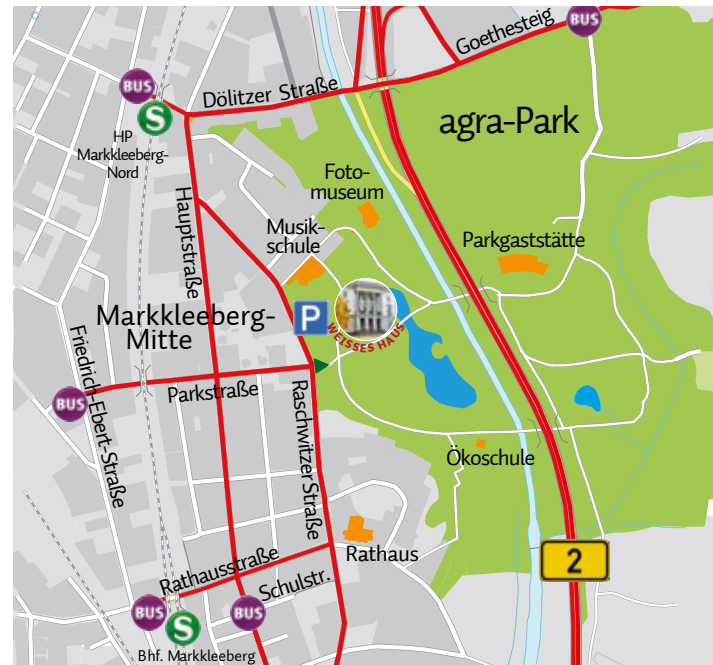 BUS
Goethesteig
BUS
S
Dölitzer Straße
agra-Park
HP
Markkleeberg-
Nord
Foto-
museum
Hauptstraße
Musik-
schule
Parkgaststätte
P
WEISSES HAUS
Markkleeberg-
Mitte
Friedrich-Ebert-Straße
BUS
Parkstraße
Raschwitzer Straße
Ökoschule
Rathaus
2
Rathausstraße
Schulstr.
BUS
S
BUS
Bhf. Markkleeberg